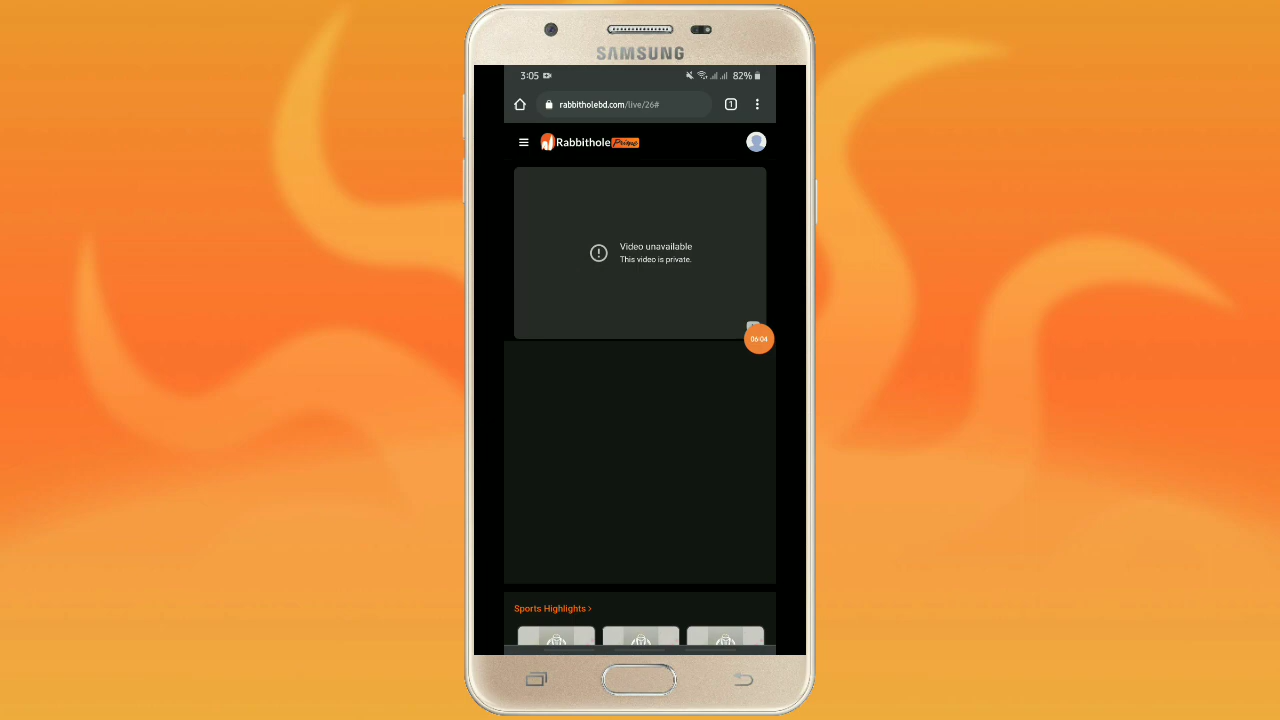 SAMSUNG
3:05 82%
rabbitholebd.com/live/26# 1
Rabbithole Prime
Video unavailable
This video is private.
06:04
Sports Highlights >